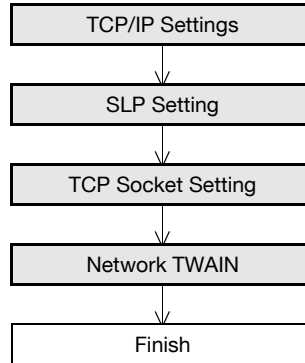 TCP/IP Settings
SLP Setting
TCP Socket Setting
Network TWAIN
Finish